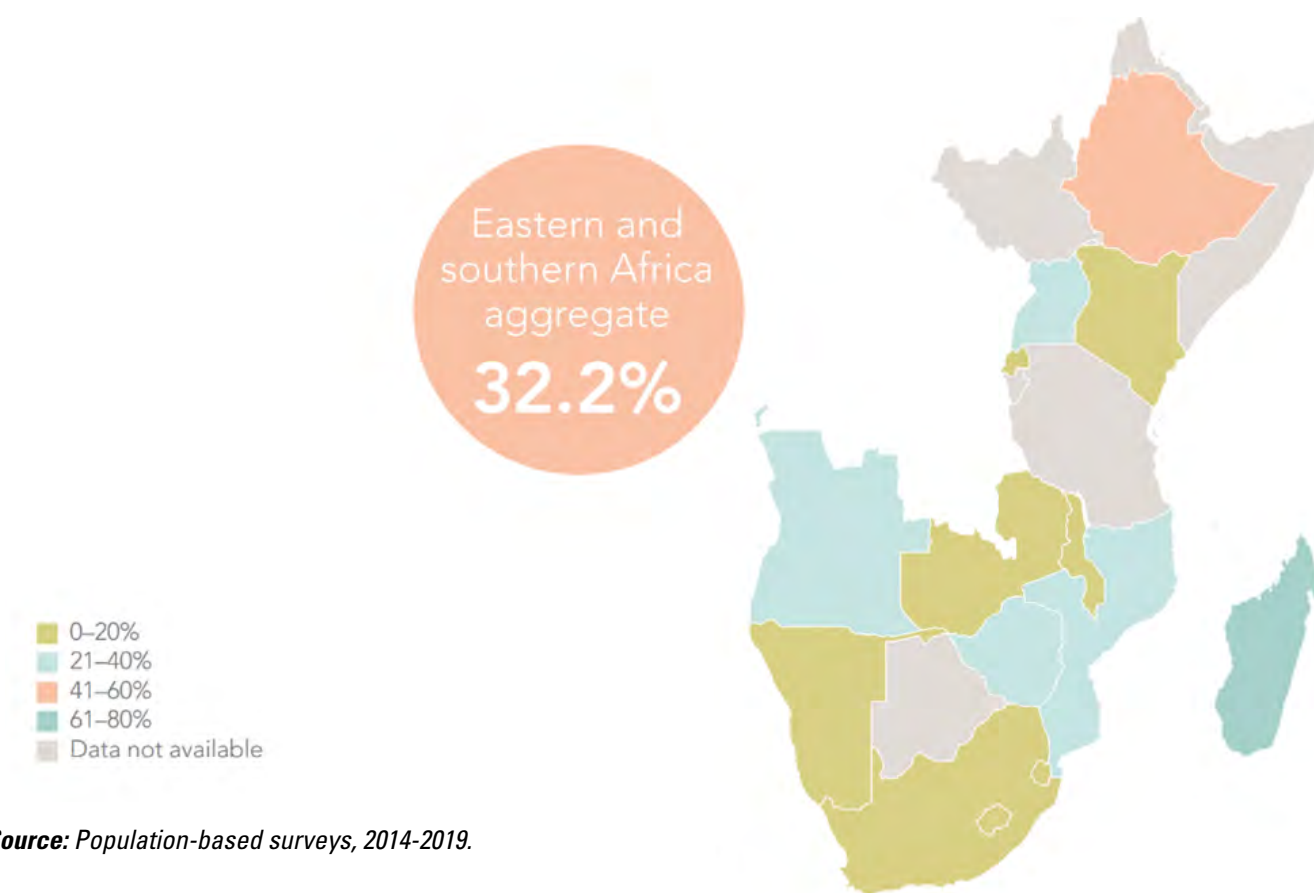 Eastern and
southern Africa
aggregate
32.2%
0–20%
21–40%
41–60%
61–80%
Data not available
ource: Population-based surveys, 2014-2019.